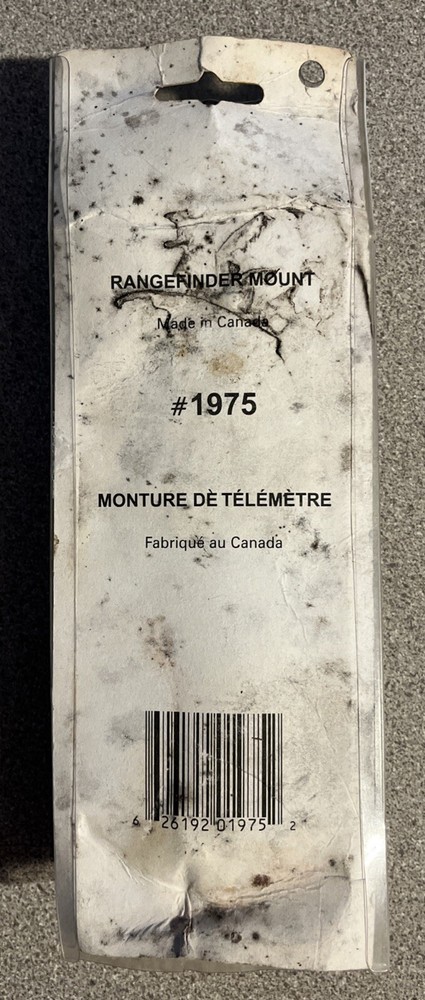 RANGEFINDER MOUNT
Made in Canada
#1975
MONTURE DÈ TÉLÉMÈTRE
Fabriqué au Canada
6 26192 01975 2